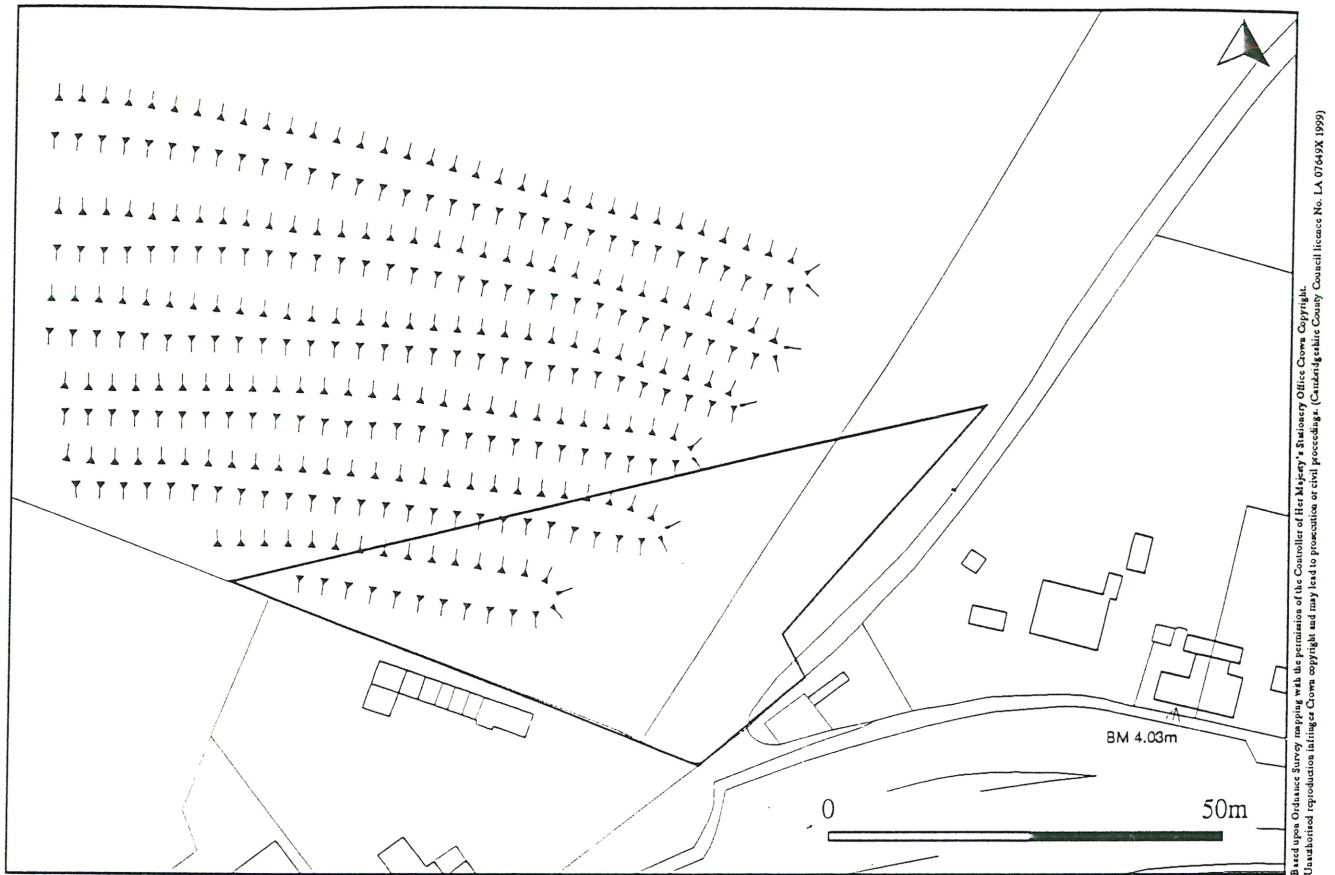 BM 4.03m
0
50m
Based upon Ordnance Survey mapping with the permission of the Controller of Her Majesty's Stationery Office Crown Copyright.
Unauthorised reproduction infringes Crown copyright and may lead to prosecution or civil proceedings. (Cambridgeshire County Council licence No. LA 07649X 1999)